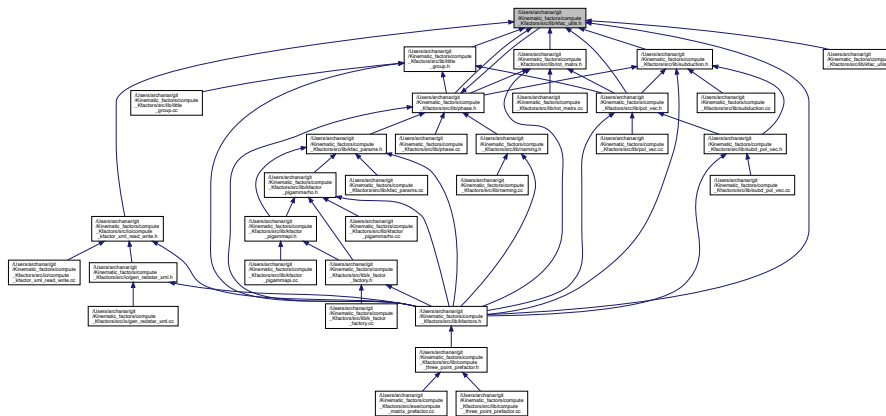 /Users/archanar/git
/Kinematic_factors/compute
_Kfactors/src/lib/kfac_utils.h
/Users/archanar/git
/Kinematic_factors/compute
_Kfactors/src/lib/little
_group.h
/Users/archanar/git
/Kinematic_factors/compute
_Kfactors/src/lib/rot_matrx.h
/Users/archanar/git
/Kinematic_factors/compute
_Kfactors/src/lib/subduction.h
/Users/archanar/git
/Kinematic_factors/compute
_Kfactors/src/lib/kfac_utils.cc
/Users/archanar/git
/Kinematic_factors/compute
_Kfactors/src/lib/little
_group.cc
/Users/archanar/git
/Kinematic_factors/compute
_Kfactors/src/lib/phase.h
/Users/archanar/git
/Kinematic_factors/compute
_Kfactors/src/lib/rot_matrx.cc
/Users/archanar/git
/Kinematic_factors/compute
_Kfactors/src/lib/pol_vec.h
/Users/archanar/git
/Kinematic_factors/compute
_Kfactors/src/lib/subduction.cc
/Users/archanar/git
/Kinematic_factors/compute
_Kfactors/src/lib/kfac_params.h
/Users/archanar/git
/Kinematic_factors/compute
_Kfactors/src/lib/phase.cc
/Users/archanar/git
/Kinematic_factors/compute
_Kfactors/src/lib/naming.h
/Users/archanar/git
/Kinematic_factors/compute
_Kfactors/src/lib/pol_vec.cc
/Users/archanar/git
/Kinematic_factors/compute
_Kfactors/src/lib/subd_pol_vec.h
/Users/archanar/git
/Kinematic_factors/compute
_Kfactors/src/lib/kfactor
_pigammarho.h
/Users/archanar/git
/Kinematic_factors/compute
_Kfactors/src/lib/kfac_params.cc
/Users/archanar/git
/Kinematic_factors/compute
_Kfactors/src/lib/naming.cc
/Users/archanar/git
/Kinematic_factors/compute
_Kfactors/src/lib/subd_pol_vec.cc
/Users/archanar/git
/Kinematic_factors/compute
_Kfactors/src/io/compute
_kfactor_xml_read_write.h
/Users/archanar/git
/Kinematic_factors/compute
_Kfactors/src/lib/kfactor
_pigammapi.h
/Users/archanar/git
/Kinematic_factors/compute
_Kfactors/src/lib/kfactor
_pigammarho.cc
/Users/archanar/git
/Kinematic_factors/compute
_Kfactors/src/io/compute
_kfactor_xml_read_write.cc
/Users/archanar/git
/Kinematic_factors/compute
_Kfactors/src/io/gen_redstar_xml.h
/Users/archanar/git
/Kinematic_factors/compute
_Kfactors/src/lib/kfactor
_pigammapi.cc
/Users/archanar/git
/Kinematic_factors/compute
_Kfactors/src/lib/k_factor
_factory.h
/Users/archanar/git
/Kinematic_factors/compute
_Kfactors/src/io/gen_redstar_xml.cc
/Users/archanar/git
/Kinematic_factors/compute
_Kfactors/src/lib/k_factor
_factory.cc
/Users/archanar/git
/Kinematic_factors/compute
_Kfactors/src/lib/kfactors.h
/Users/archanar/git
/Kinematic_factors/compute
_Kfactors/src/lib/compute
_three_point_prefactor.h
/Users/archanar/git
/Kinematic_factors/compute
_Kfactors/src/exe/compute
_matrix_prefactor.cc
/Users/archanar/git
/Kinematic_factors/compute
_Kfactors/src/lib/compute
_three_point_prefactor.cc